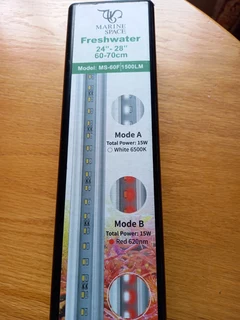 MARINE
SPACE
Freshwater
24"- 28"
60-70cm
Model: MS-60F 1500LM
Mode A
Total Power: 15W
White 6500K
Mode B
Total Power: 15W
Red 620nm